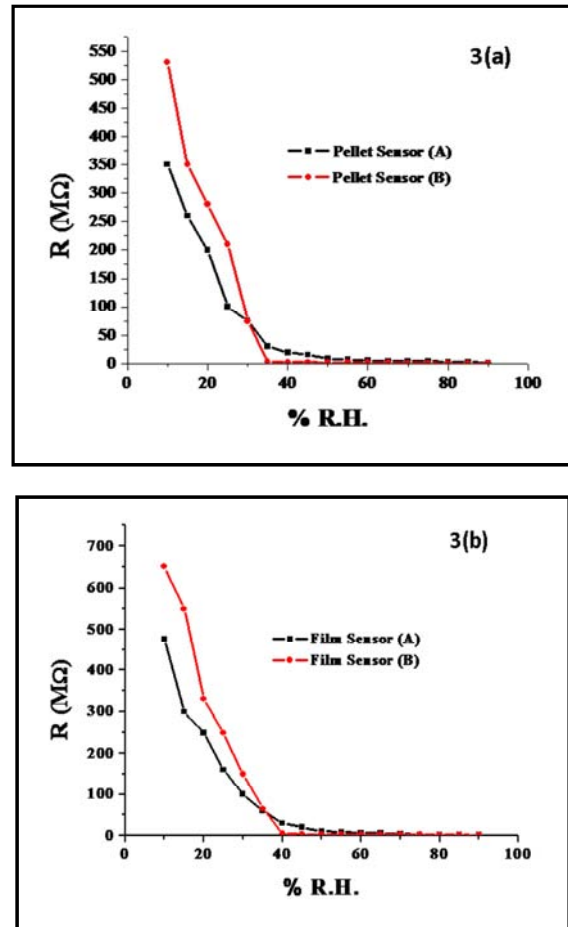 3(a)
550
500
450
400
350
300
250
200
150
100
50
0
R (MΩ)
Pellet Sensor (A)
Pellet Sensor (B)
0 20 40 60 80 100
% R.H.
3(b)
700
600
500
400
300
200
100
0
R (MΩ)
Film Sensor (A)
Film Sensor (B)
0 20 40 60 80 100
% R.H.